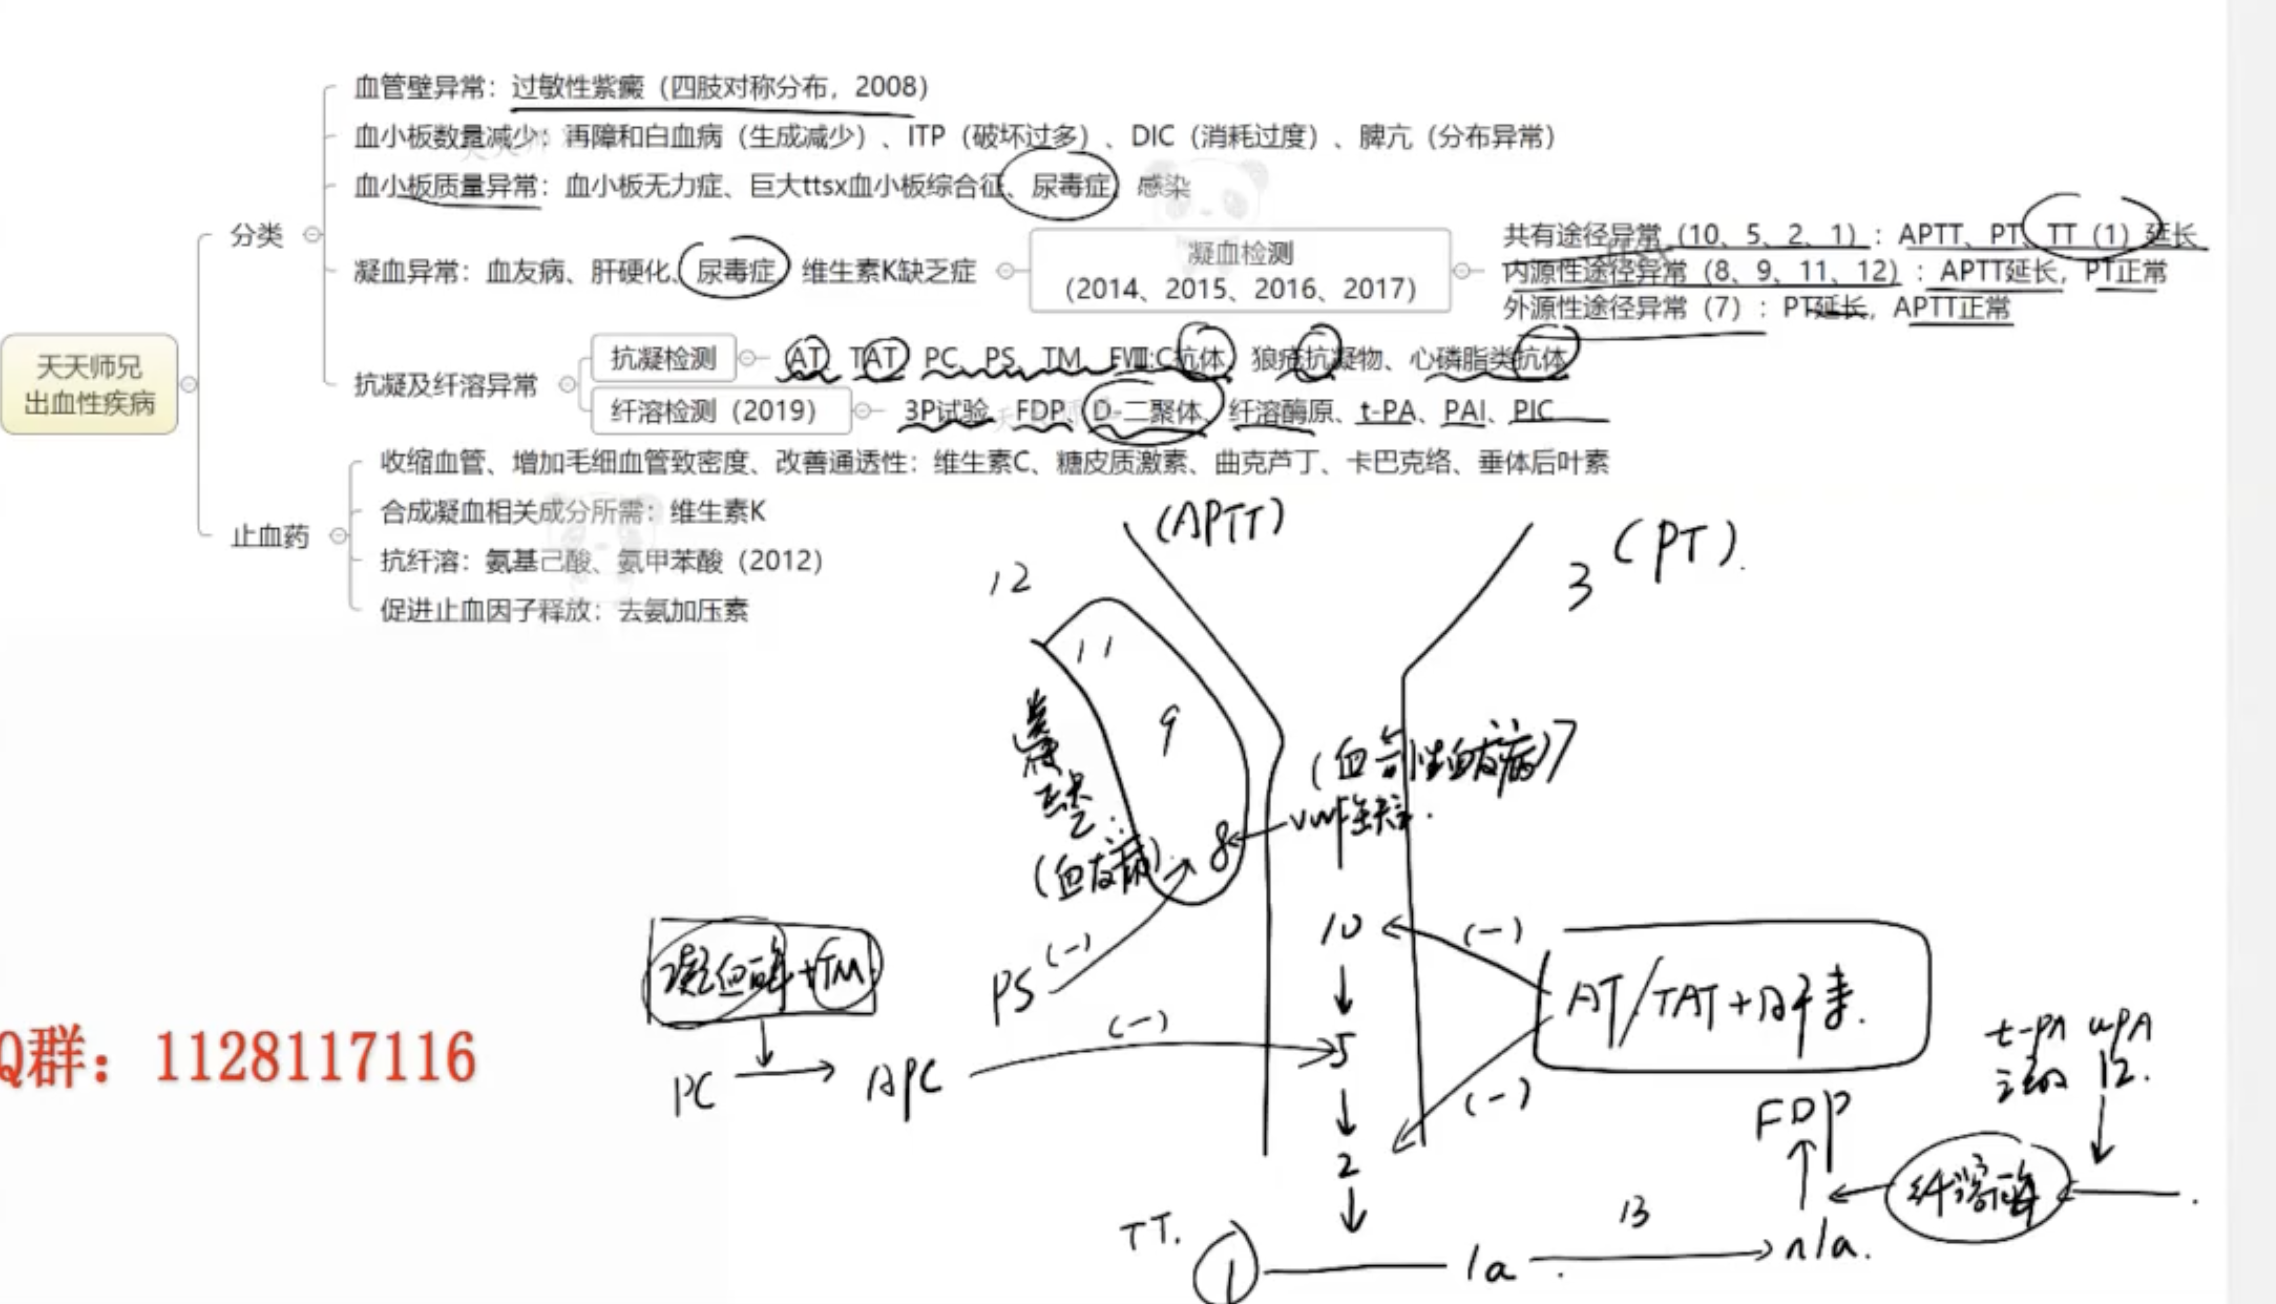 血管壁异常：过敏性紫癜（四肢对称分布，2008）
血小板数量减少：再障和白血病（生成减少）、ITP（破坏过多）、DIC（消耗过度）、脾亢（分布异常）
血小板质量异常：血小板无力症、巨大ttsx血小板综合征、尿毒症、感染
分类
凝血异常：血友病、肝硬化、尿毒症、维生素K缺乏症
凝血检测
（2014、2015、2016、2017）
共有途径异常（10、5、2、1）：APTT、PT、TT（1）延长
内源性途径异常（8、9、11、12）：APTT延长，PT正常
外源性途径异常（7）：PT延长，APTT正常
天天师兄
出血性疾病
抗凝及纤溶异常
抗凝检测
AT、TAT、PC、PS、TM、FⅧ:C抗体、狼疮抗凝物、心磷脂类抗体
纤溶检测（2019）
3P试验、FDP、D-二聚体、纤溶酶原、t-PA、PAI、PIC
止血药
收缩血管、增加毛细血管致密度、改善通透性：维生素C、糖皮质激素、曲克芦丁、卡巴克络、垂体后叶素
合成凝血相关成分所需：维生素K
抗纤溶：氨基己酸、氨甲苯酸（2012）
促进止血因子释放：去氨加压素
(APTT)
3 (PT).
12
11
9
(血管性血友病) 7
8
vWF缺
(血友病)
凝血酶+TM
PS (-)
10
(-)
AT/TAT+肝素.
PC → APC
(-)
5
(-)
2
t-PA uPA
12.
FDP
纤溶酶
TT.
1
1a
13
n1a.
Q群：1128117116